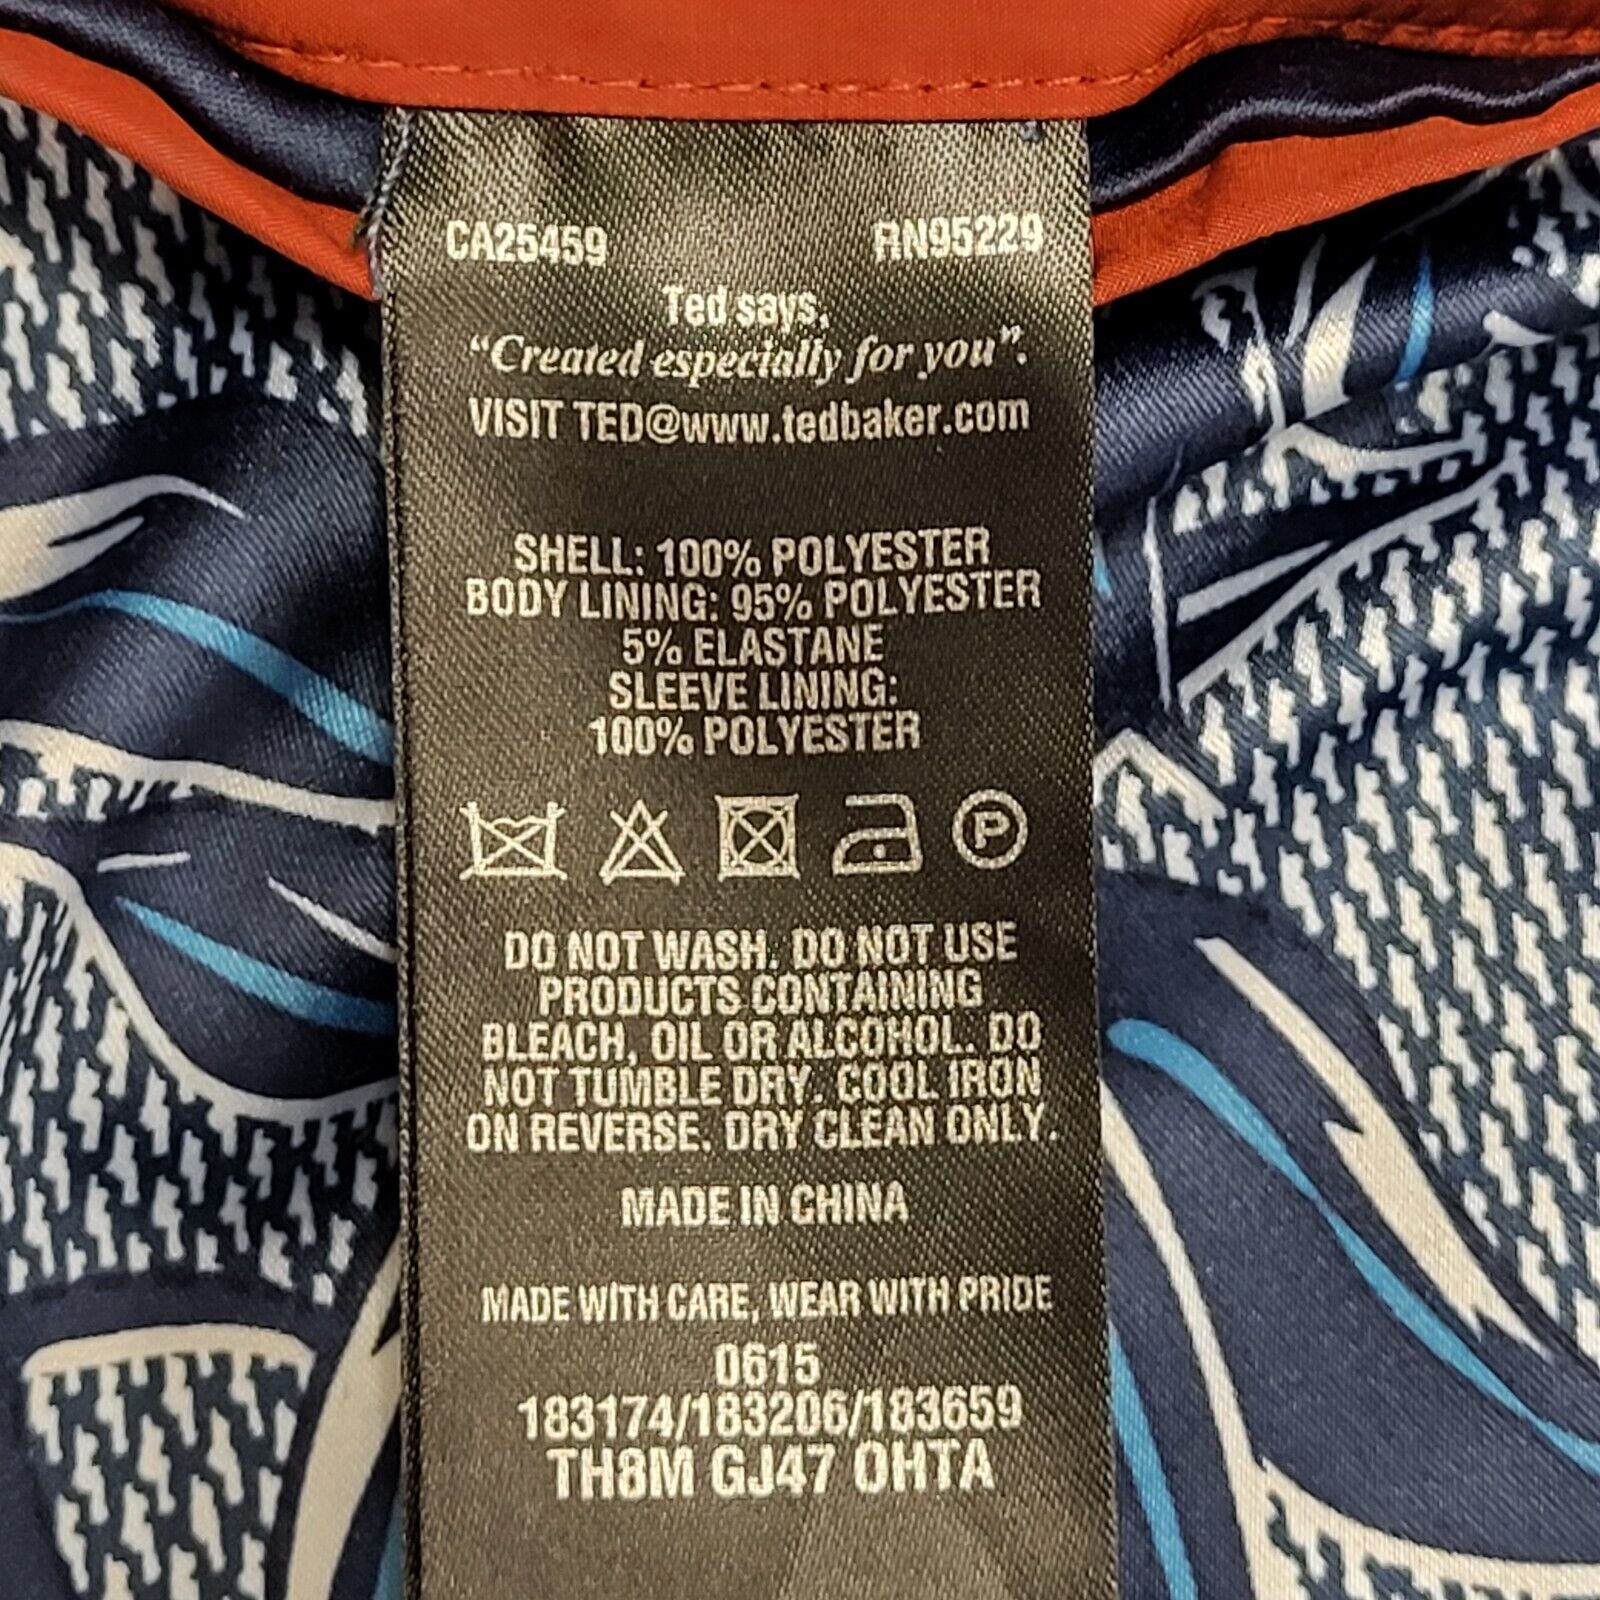 CA25459 RN95229
Ted says,
“Created especially for you”.
VISIT TED@www.tedbaker.com
SHELL: 100% POLYESTER
BODY LINING: 95% POLYESTER
5% ELASTANE
SLEEVE LINING:
100% POLYESTER
P
DO NOT WASH. DO NOT USE
PRODUCTS CONTAINING
BLEACH, OIL OR ALCOHOL. DO
NOT TUMBLE DRY. COOL IRON
ON REVERSE. DRY CLEAN ONLY.
MADE IN CHINA
MADE WITH CARE, WEAR WITH PRIDE
0615
183174/183206/183659
TH8M GJ47 OHTA